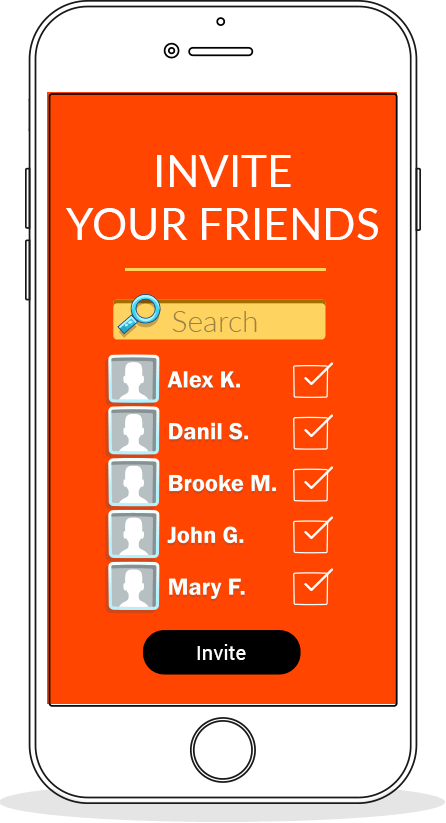 INVITE
YOUR FRIENDS
Search
Alex K.
Danil S.
Brooke M.
John G.
Mary F.
Invite